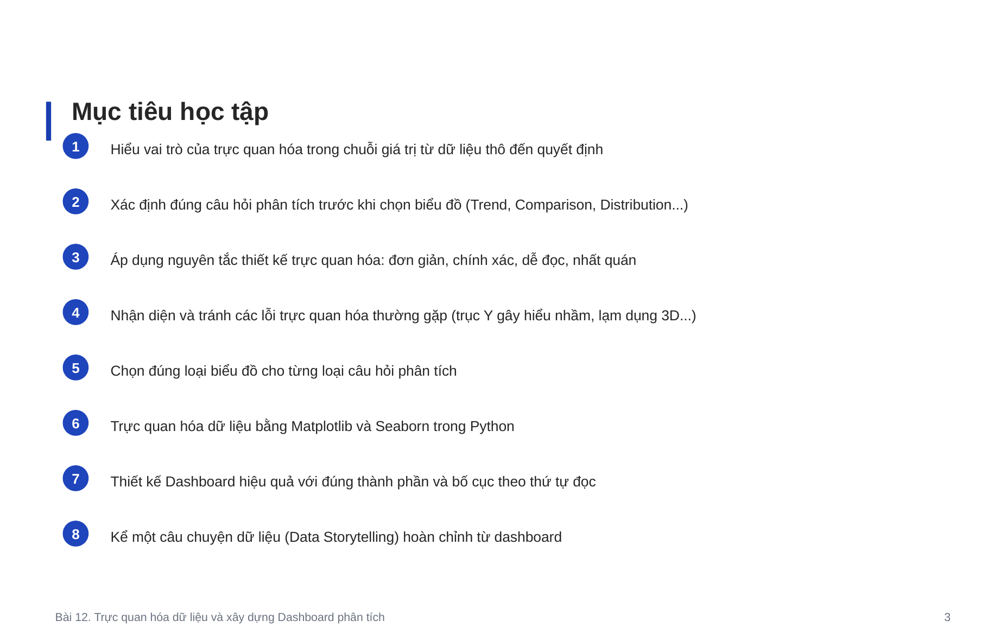 Mục tiêu học tập
1 Hiểu vai trò của trực quan hóa trong chuỗi giá trị từ dữ liệu thô đến quyết định
2 Xác định đúng câu hỏi phân tích trước khi chọn biểu đồ (Trend, Comparison, Distribution...)
3 Áp dụng nguyên tắc thiết kế trực quan hóa: đơn giản, chính xác, dễ đọc, nhất quán
4 Nhận diện và tránh các lỗi trực quan hóa thường gặp (trục Y gây hiểu nhầm, lạm dụng 3D...)
5 Chọn đúng loại biểu đồ cho từng loại câu hỏi phân tích
6 Trực quan hóa dữ liệu bằng Matplotlib và Seaborn trong Python
7 Thiết kế Dashboard hiệu quả với đúng thành phần và bố cục theo thứ tự đọc
8 Kể một câu chuyện dữ liệu (Data Storytelling) hoàn chỉnh từ dashboard
Bài 12. Trực quan hóa dữ liệu và xây dựng Dashboard phân tích 3